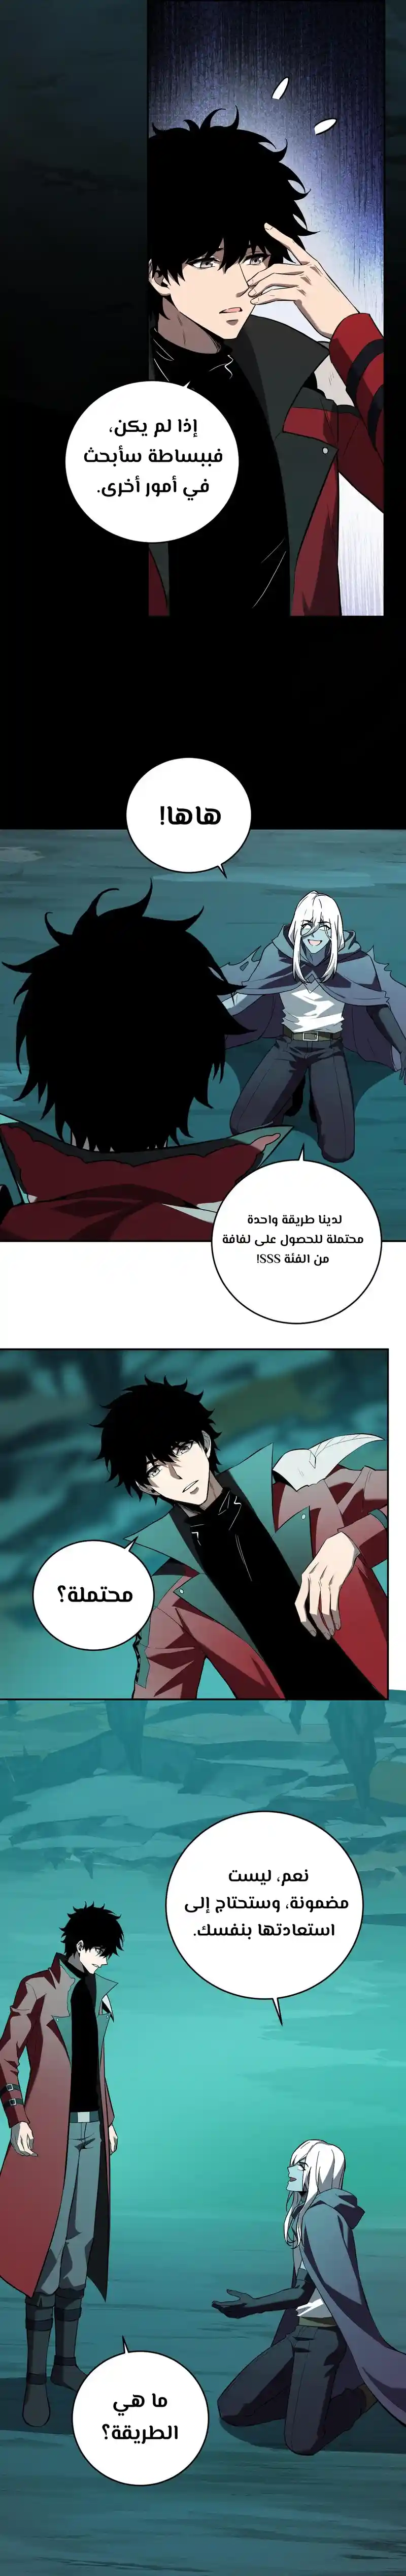 إذا لم يكن،
فببساطة سأبحث
في أمور أخرى.
هاها!
لدينا طريقة واحدة
محتملة للحصول على لفافة
من الفئة SSS!
محتملة؟
نعم، ليست
مضمونة، وستحتاج إلى
استعادتها بنفسك.
ما هي
الطريقة؟